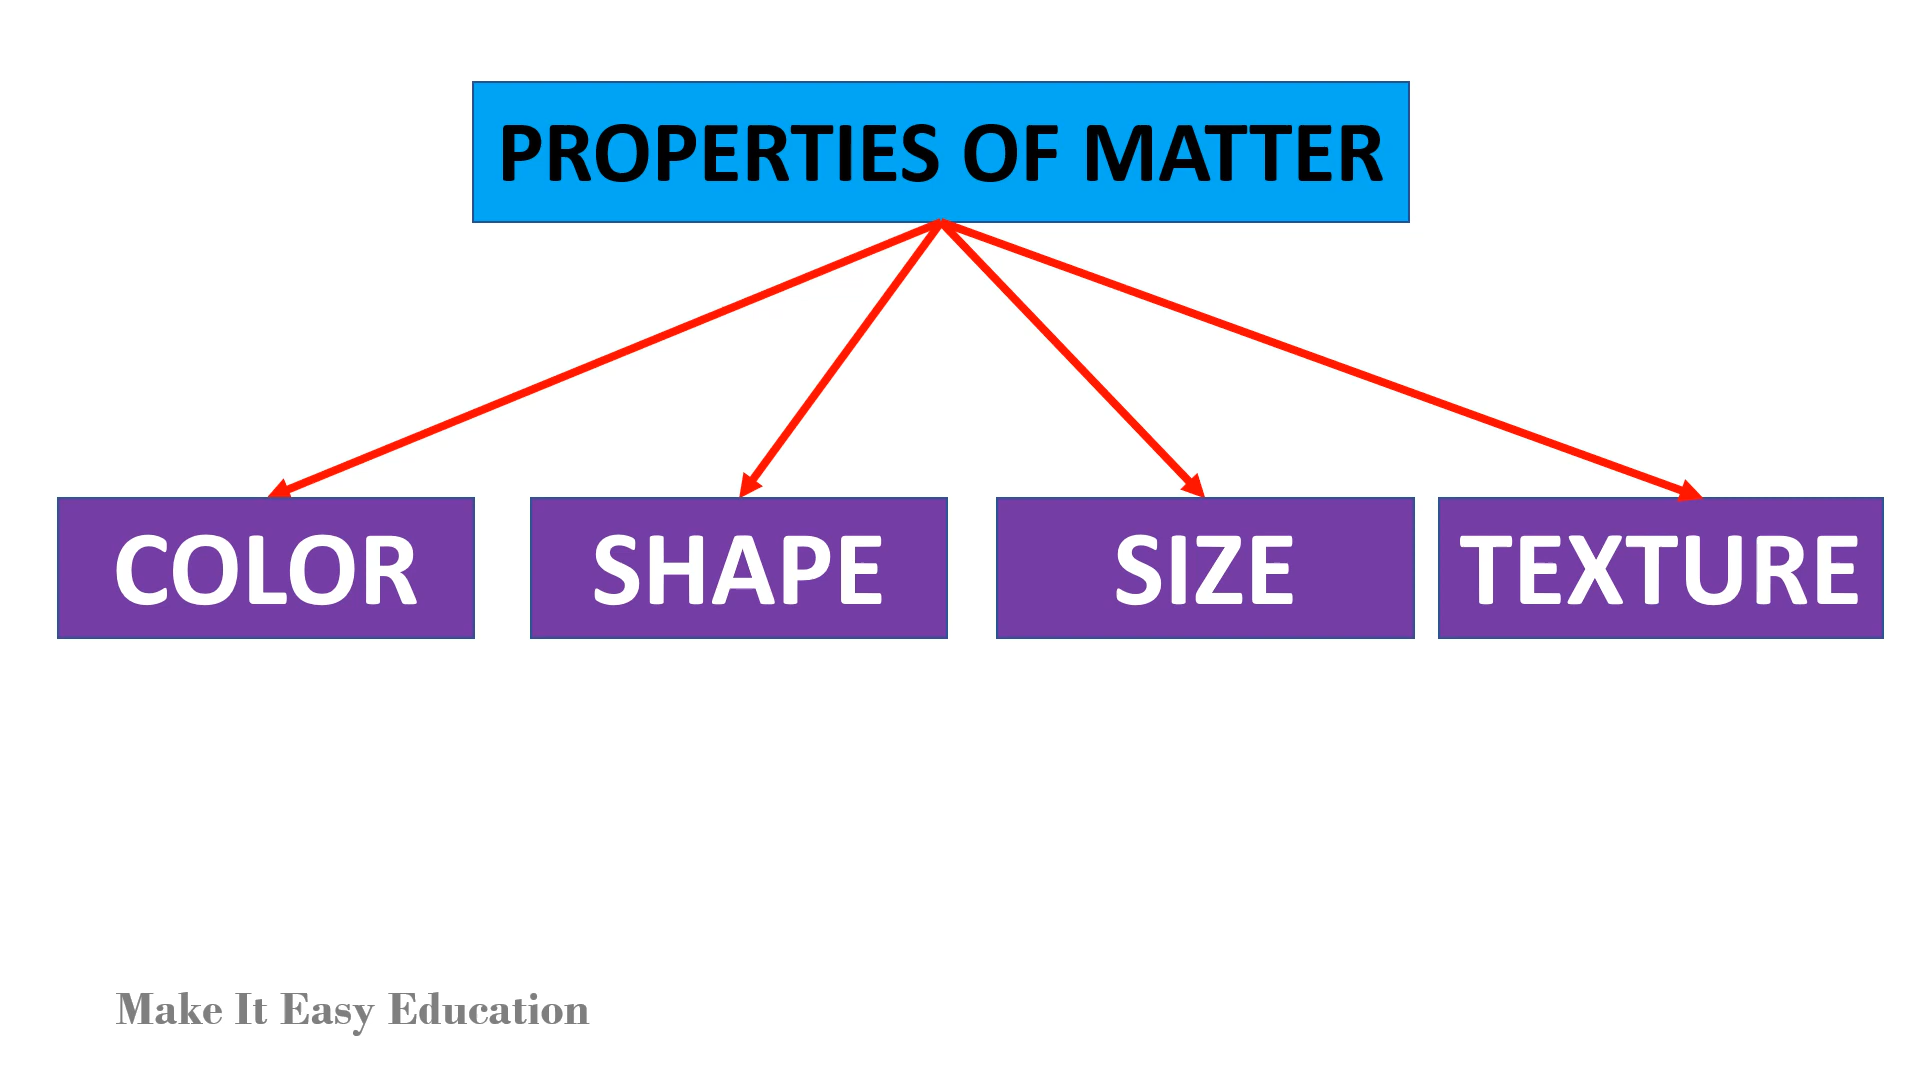 PROPERTIES OF MATTER
COLOR
SHAPE
SIZE
TEXTURE
Make It Easy Education